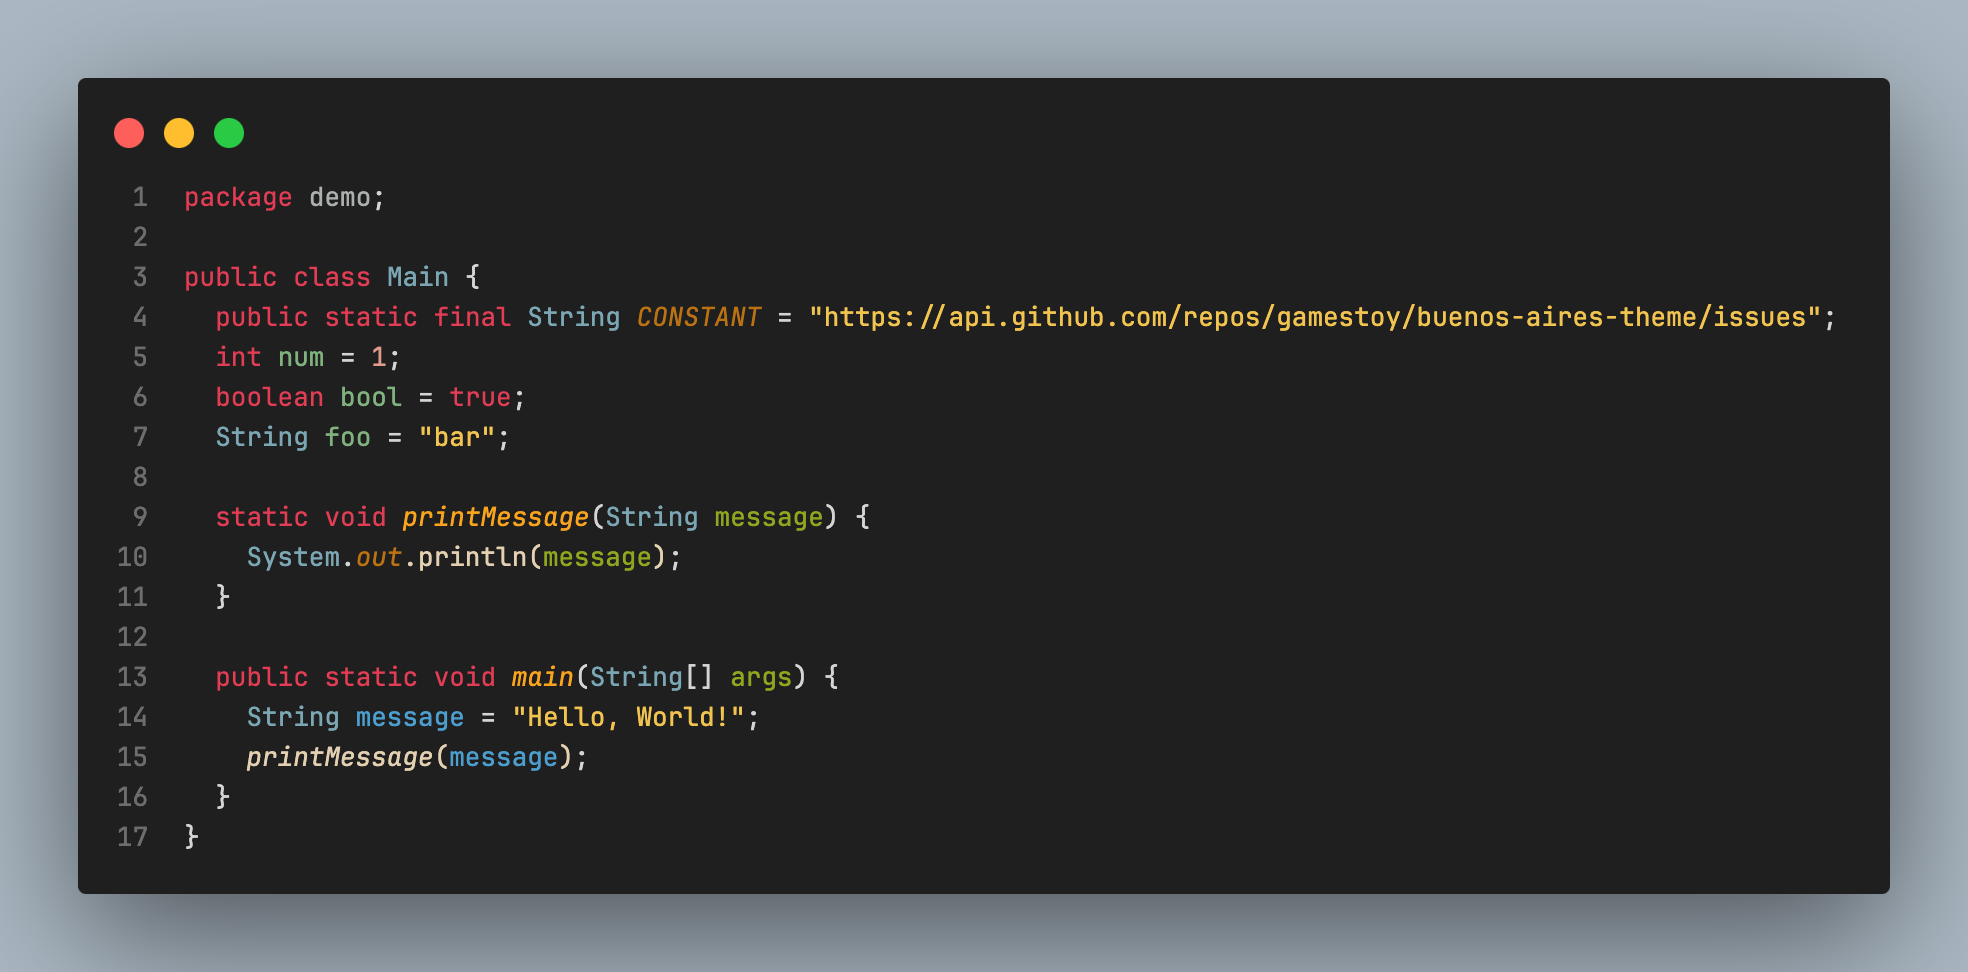 1 package demo;
2
3 public class Main {
4   public static final String CONSTANT = "https://api.github.com/repos/gamestoy/buenos-aires-theme/issues";
5   int num = 1;
6   boolean bool = true;
7   String foo = "bar";
8
9   static void printMessage(String message) {
10     System.out.println(message);
11   }
12
13   public static void main(String[] args) {
14     String message = "Hello, World!";
15     printMessage(message);
16   }
17 }